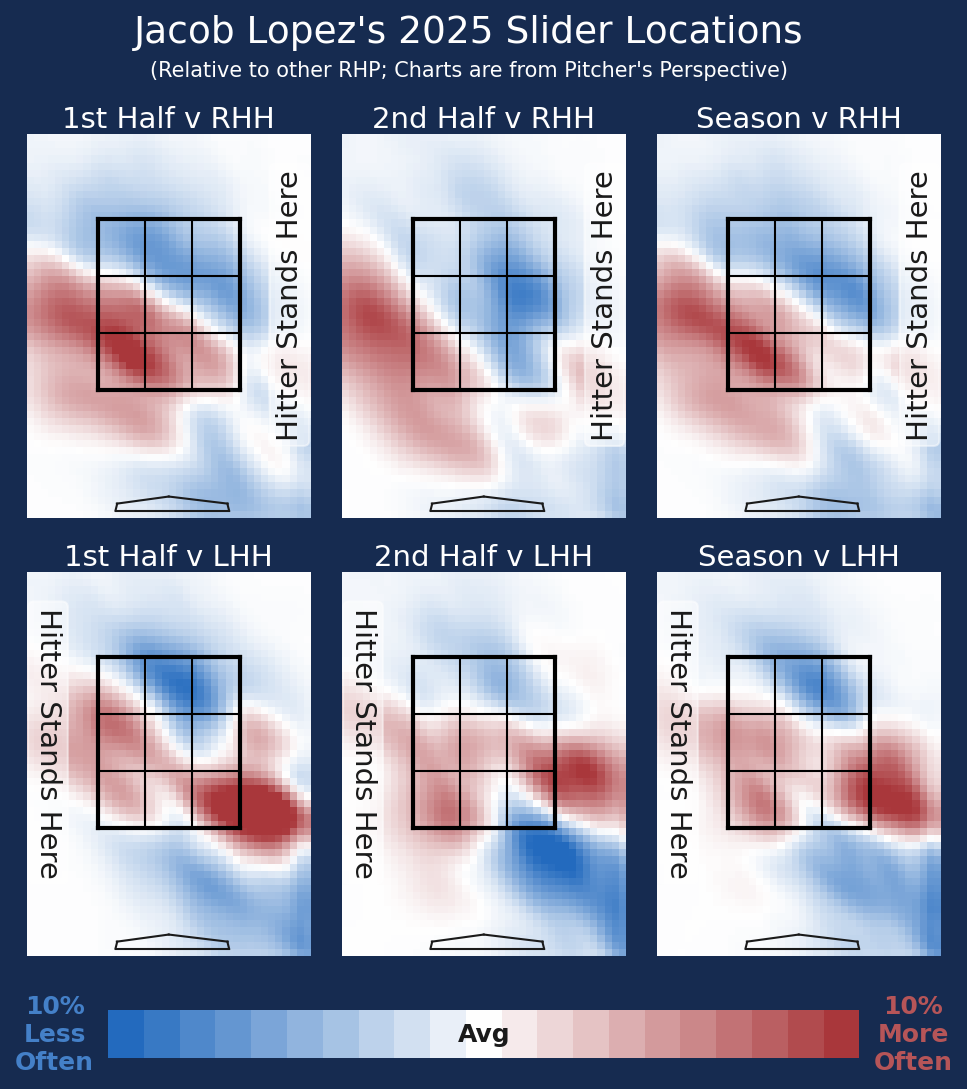 Jacob Lopez's 2025 Slider Locations
(Relative to other RHP; Charts are from Pitcher's Perspective)
1st Half v RHH
2nd Half v RHH
Season v RHH
Hitter Stands Here
Hitter Stands Here
Hitter Stands Here
1st Half v LHH
2nd Half v LHH
Season v LHH
Hitter Stands Here
Hitter Stands Here
Hitter Stands Here
10%
Less
Often
Avg
10%
More
Often